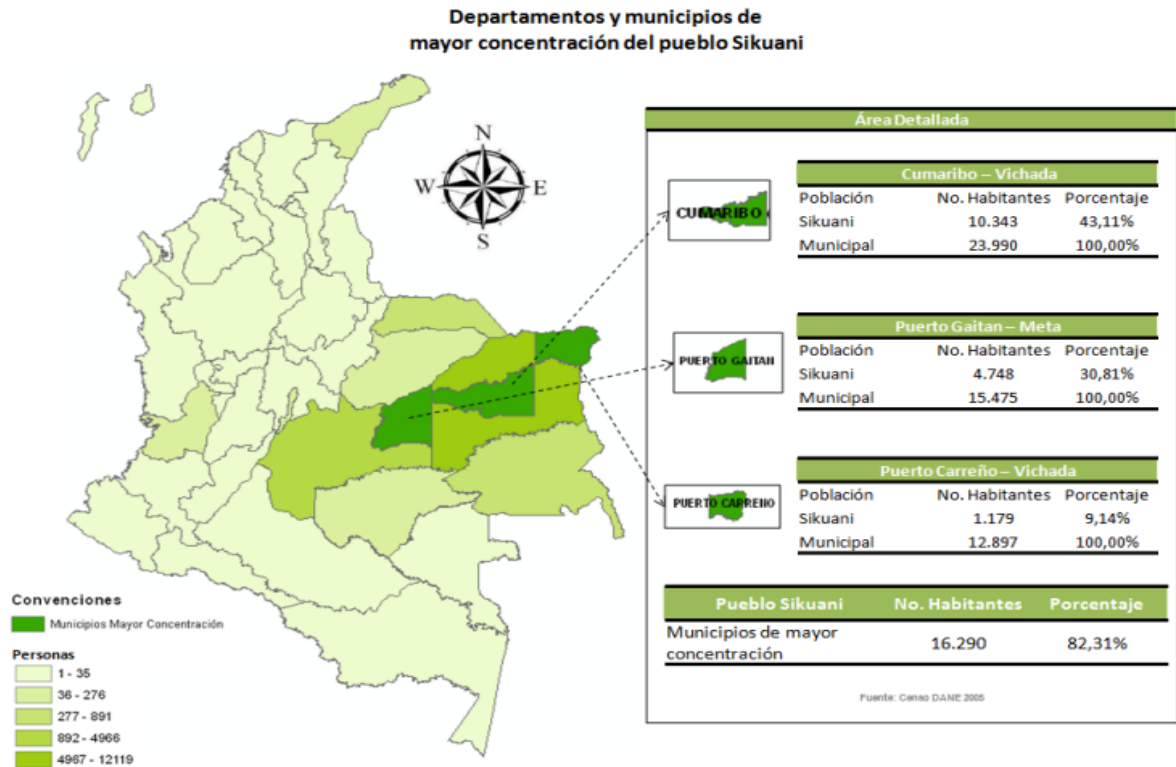 Departamentos y municipios de
mayor concentración del pueblo Sikuani
N
W E
S
Área Detallada
CUMARIBO
Cumaribo – Vichada
Población No. Habitantes Porcentaje
Sikuani 10.343 43,11%
Municipal 23.990 100,00%
PUERTO GAITAN
Puerto Gaitan – Meta
Población No. Habitantes Porcentaje
Sikuani 4.748 30,81%
Municipal 15.475 100,00%
PUERTO CARREÑO
Puerto Carreño – Vichada
Población No. Habitantes Porcentaje
Sikuani 1.179 9,14%
Municipal 12.897 100,00%
Pueblo Sikuani No. Habitantes Porcentaje
Municipios de mayor
concentración 16.290 82,31%
Fuente: Censo DANE 2005
Convenciones
Municipios Mayor Concentración
Personas
1 - 35
36 - 276
277 - 891
892 - 4966
4967 - 12119